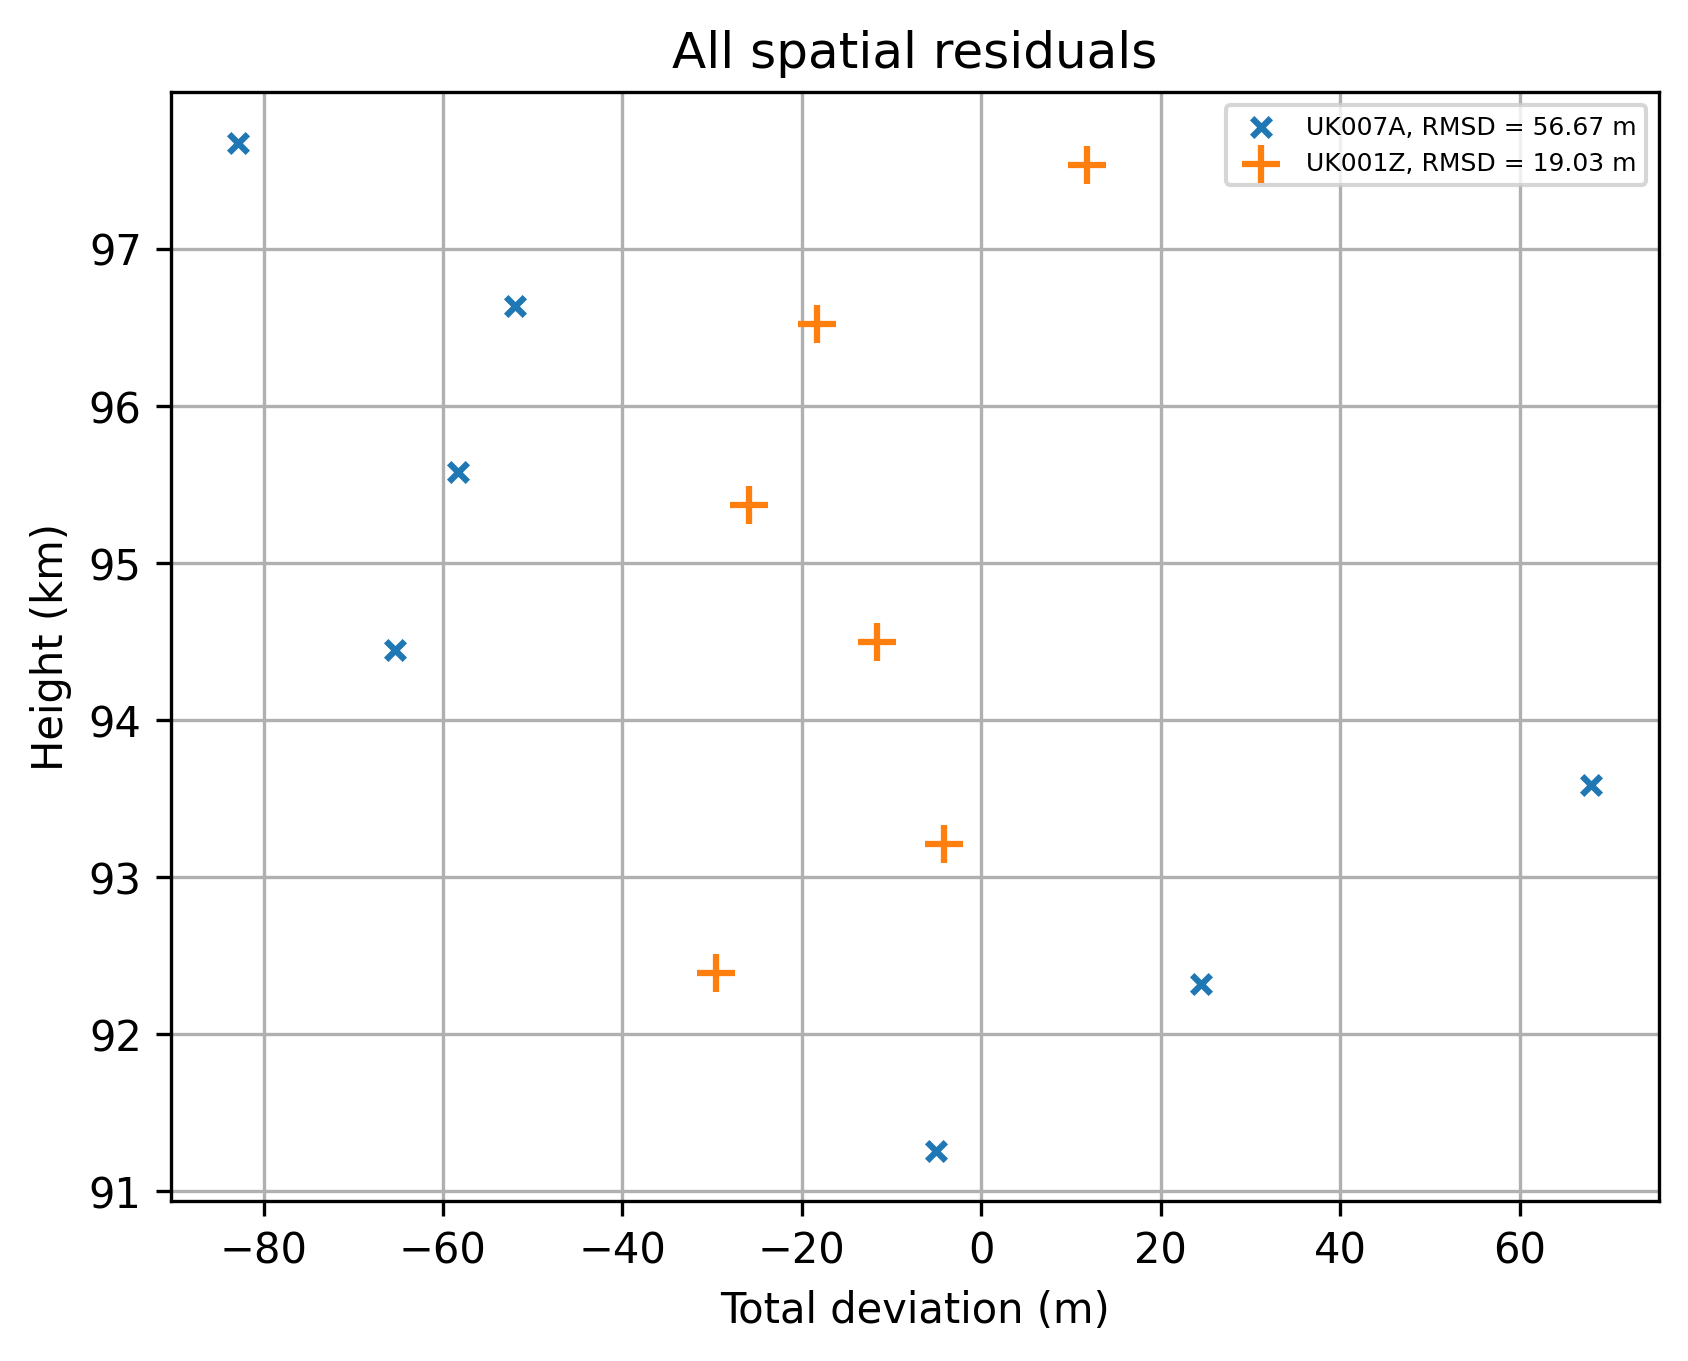 All spatial residuals
UK007A, RMSD = 56.67 m
UK001Z, RMSD = 19.03 m
Height (km)
97
96
95
94
93
92
91
−80 −60 −40 −20 0 20 40 60
Total deviation (m)